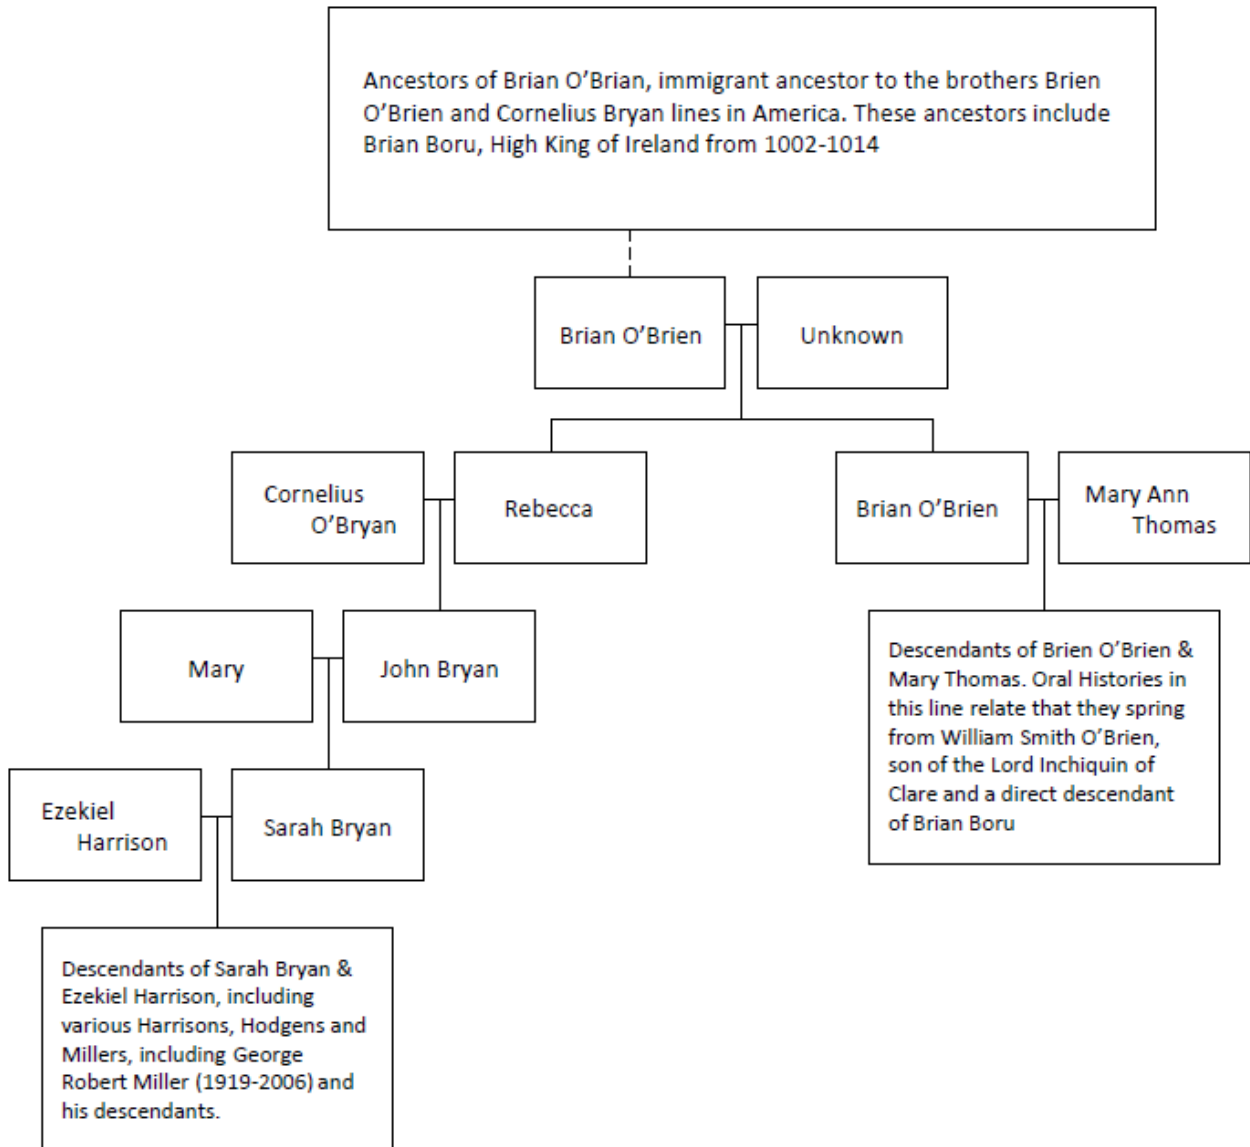 Ancestors of Brian O’Brian, immigrant ancestor to the brothers Brien
O’Brien and Cornelius Bryan lines in America. These ancestors include
Brian Boru, High King of Ireland from 1002-1014
Brian O’Brien
Unknown
Cornelius
O’Bryan
Rebecca
Brian O’Brien
Mary Ann
Thomas
Mary
John Bryan
Descendants of Brien O’Brien &
Mary Thomas. Oral Histories in
this line relate that they spring
from William Smith O’Brien,
son of the Lord Inchiquin of
Clare and a direct descendant
of Brian Boru
Ezekiel
Harrison
Sarah Bryan
Descendants of Sarah Bryan &
Ezekiel Harrison, including
various Harrisons, Hodgens and
Millers, including George
Robert Miller (1919-2006) and
his descendants.